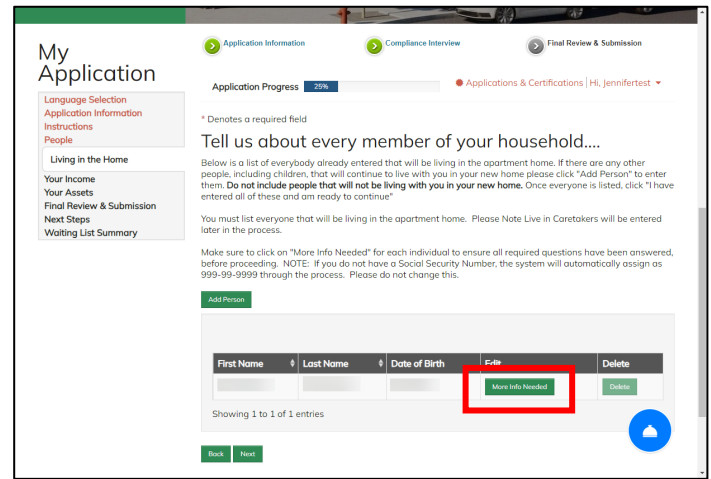 Application Information
Compliance Interview
Final Review & Submission
My
Application
Application Progress 25%
Applications & Certifications | Hi, Jennifertest
Language Selection
Application Information
Instructions
People
Living in the Home
Your Income
Your Assets
Final Review & Submission
Next Steps
Waiting List Summary
* Denotes a required field
Tell us about every member of your household....
Below is a list of everybody already entered that will be living in the apartment home. If there are any other
people, including children, that will continue to live with you in your new home please click "Add Person" to enter
them. Do not include people that will not be living with you in your new home. Once everyone is listed, click "I have
entered all of these and am ready to continue"
You must list everyone that will be living in the apartment home. Please Note Live in Caretakers will be entered
later in the process.
Make sure to click on "More Info Needed" for each individual to ensure all required questions have been answered,
before proceeding. NOTE: If you do not have a Social Security Number, the system will automatically assign as
999-99-9999 through the process. Please do not change this.
Add Person
First Name Last Name Date of Birth Edit Delete
More Info Needed Delete
Showing 1 to 1 of 1 entries
Back Next